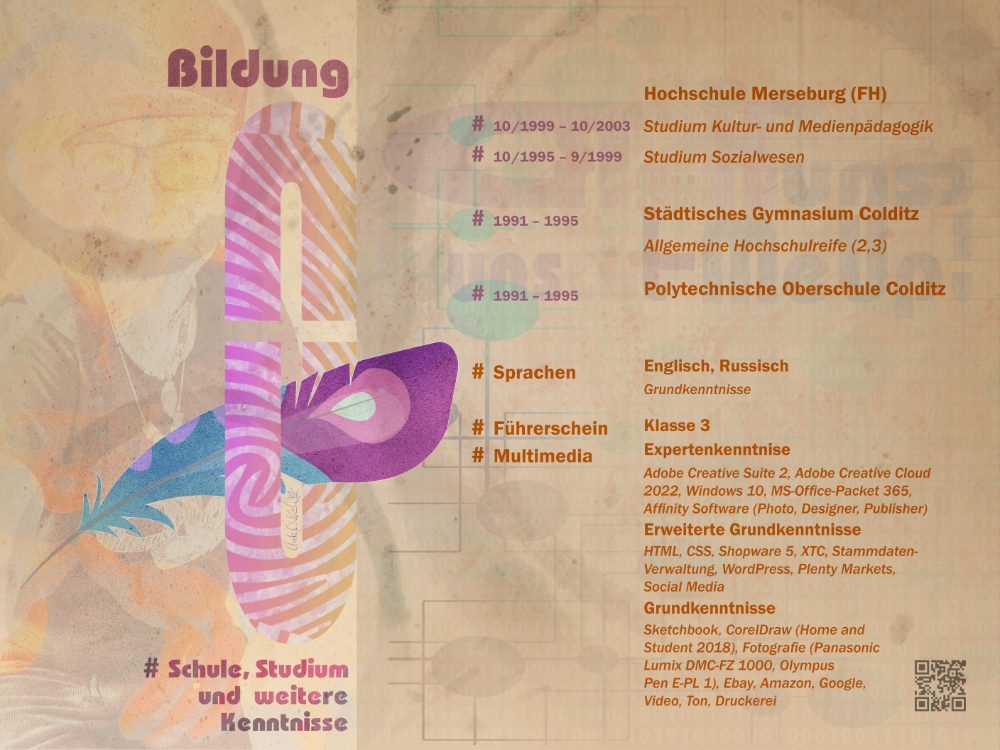 Bildung
Hochschule Merseburg (FH)
# 10/1999 – 10/2003 Studium Kultur- und Medienpädagogik
# 10/1995 – 9/1999 Studium Sozialwesen
Städtisches Gymnasium Colditz
# 1991 – 1995
Allgemeine Hochschulreife (2,3)
# 1991 – 1995 Polytechnische Oberschule Colditz
# Sprachen Englisch, Russisch
Grundkenntnisse
# Führerschein Klasse 3
# Multimedia Expertenkenntnise
Adobe Creative Suite 2, Adobe Creative Cloud
2022, Windows 10, MS-Office-Packet 365,
Affinity Software (Photo, Designer, Publisher)
Erweiterte Grundkenntnisse
HTML, CSS, Shopware 5, XTC, Stammdaten-
Verwaltung, WordPress, Plenty Markets,
Social Media
Grundkenntnisse
Sketchbook, CorelDraw (Home and
Student 2018), Fotografie (Panasonic
Lumix DMC-FZ 1000, Olympus
Pen E-PL 1), Ebay, Amazon, Google,
Video, Ton, Druckerei
# Schule, Studium
und weitere
Kenntnisse